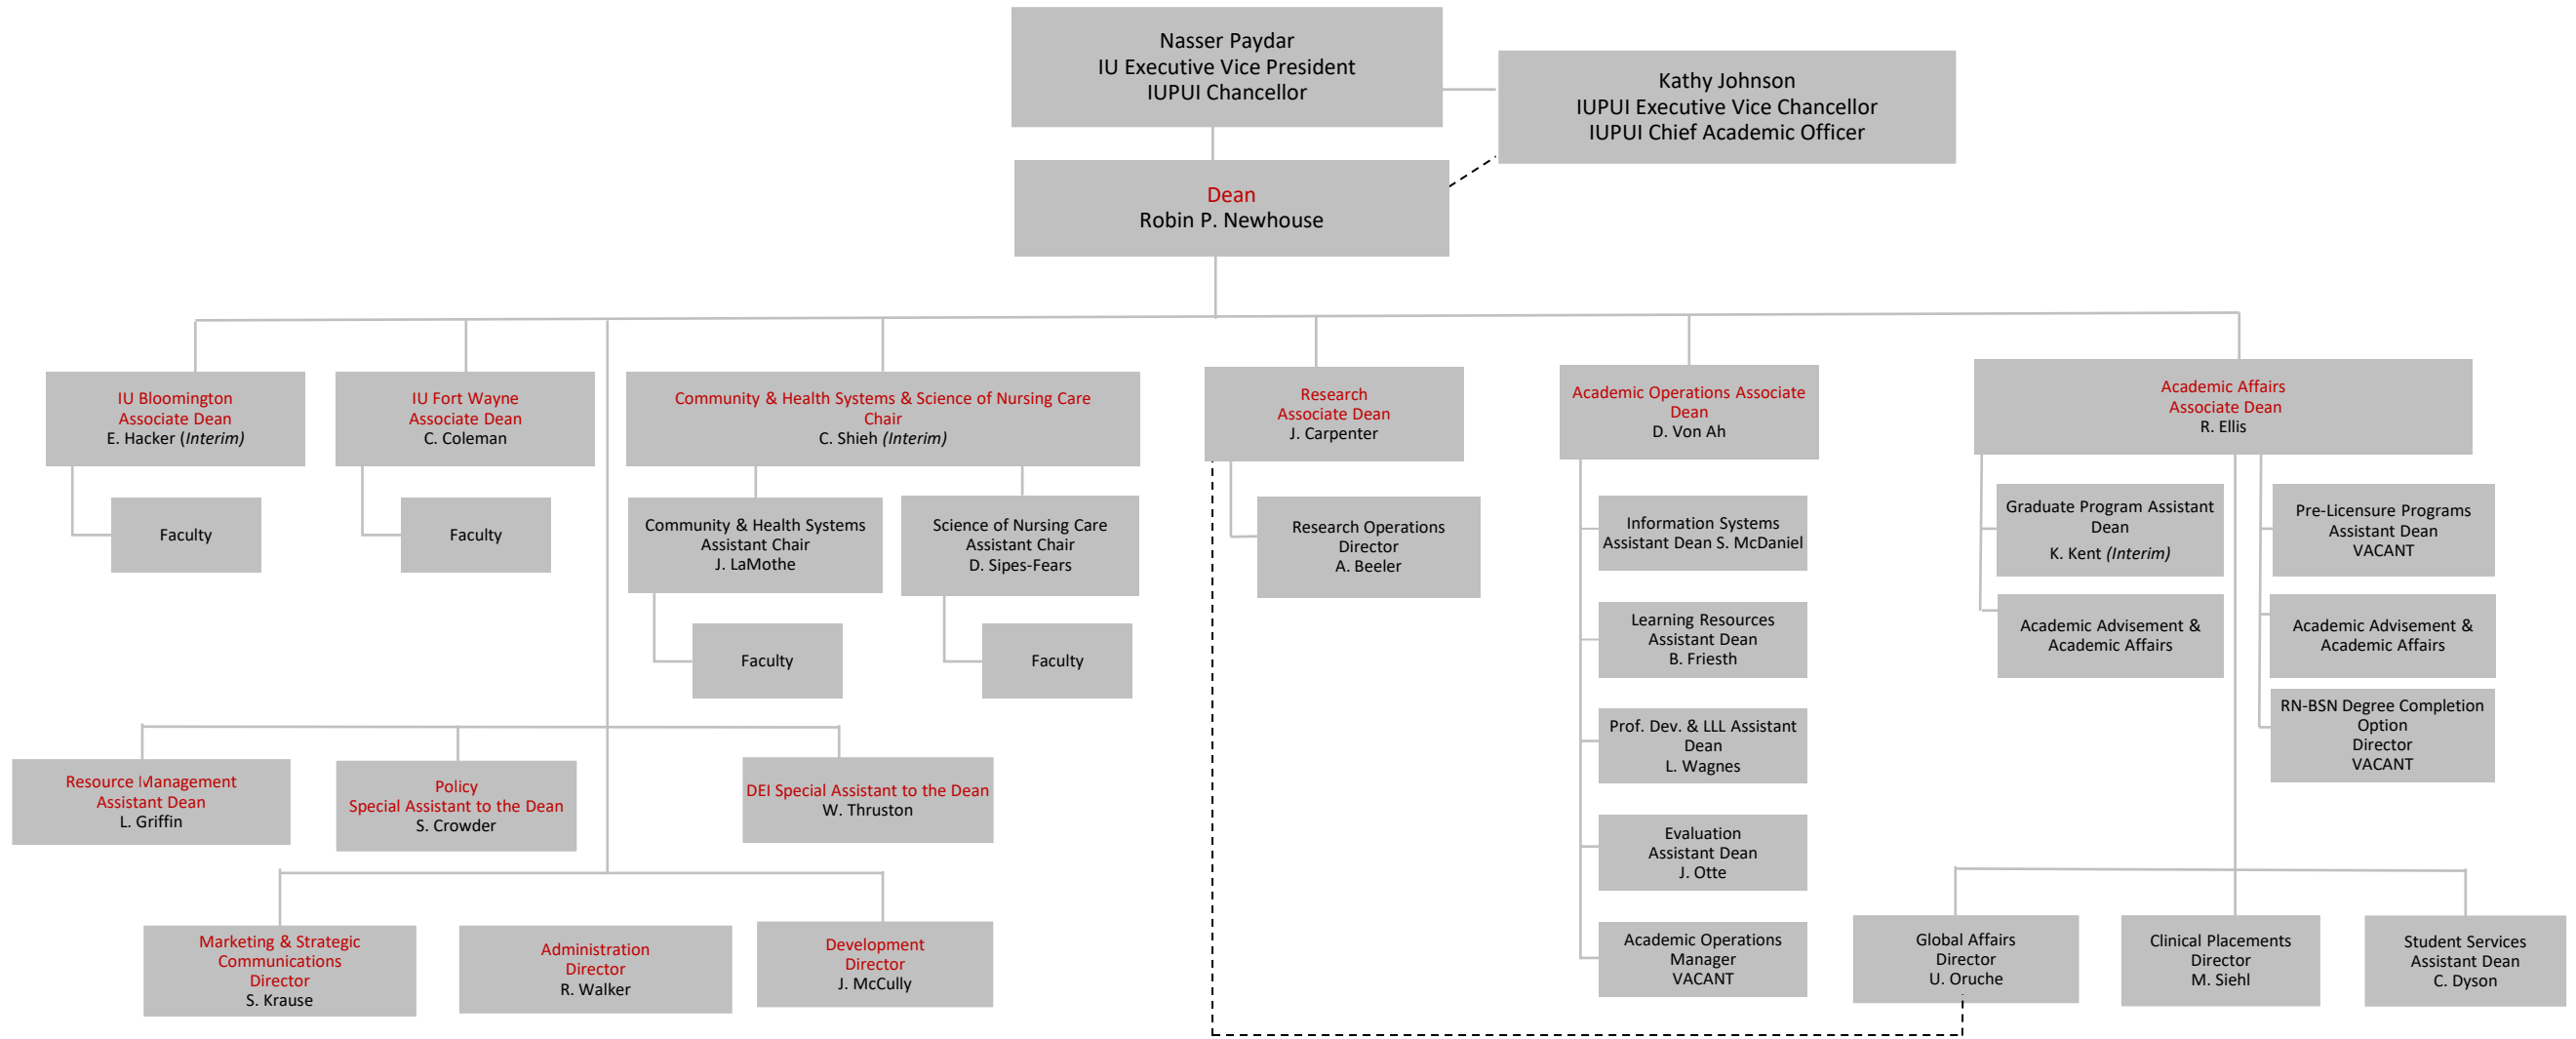 Nasser Paydar
IU Executive Vice President
IUPUI Chancellor
Kathy Johnson
IUPUI Executive Vice Chancellor
IUPUI Chief Academic Officer
Dean
Robin P. Newhouse
IU Bloomington
Associate Dean
E. Hacker (Interim)
IU Fort Wayne
Associate Dean
C. Coleman
Community & Health Systems & Science of Nursing Care
Chair
C. Shieh (Interim)
Research
Associate Dean
J. Carpenter
Academic Operations Associate
Dean
D. Von Ah
Academic Affairs
Associate Dean
R. Ellis
Faculty
Faculty
Community & Health Systems
Assistant Chair
J. LaMothe
Science of Nursing Care
Assistant Chair
D. Sipes-Fears
Faculty
Faculty
Research Operations
Director
A. Beeler
Information Systems
Assistant Dean S. McDaniel
Learning Resources
Assistant Dean
B. Friesth
Prof. Dev. & LLL Assistant
Dean
L. Wagnes
Evaluation
Assistant Dean
J. Otte
Academic Operations
Manager
VACANT
Graduate Program Assistant
Dean
K. Kent (Interim)
Academic Advisement &
Academic Affairs
Pre-Licensure Programs
Assistant Dean
VACANT
Academic Advisement &
Academic Affairs
RN-BSN Degree Completion
Option
Director
VACANT
Resource Management
Assistant Dean
L. Griffin
Policy
Special Assistant to the Dean
S. Crowder
DEI Special Assistant to the Dean
W. Thruston
Marketing & Strategic
Communications
Director
S. Krause
Administration
Director
R. Walker
Development
Director
J. McCully
Global Affairs
Director
U. Oruche
Clinical Placements
Director
M. Siehl
Student Services
Assistant Dean
C. Dyson